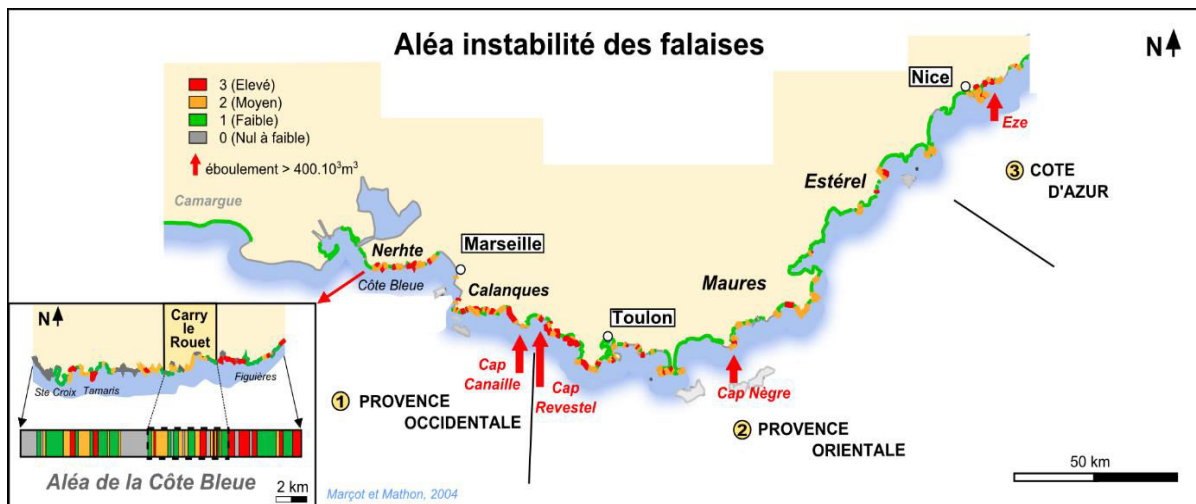 Aléa instabilité des falaises
N
3 (Elevé)
2 (Moyen)
1 (Faible)
0 (Nul à faible)
éboulement > 400.10³m³
Nice
Eze
3 COTE
D'AZUR
Estérel
Camargue
Nerhte
Marseille
Côte Bleue
Calanques
Maures
Toulon
Cap
Canaille
Cap
Revestel
Cap Nègre
1 PROVENCE
OCCIDENTALE
2 PROVENCE
ORIENTALE
50 km
N
Carry
le
Rouet
Ste Croix
Tamaris
Figuières
Aléa de la Côte Bleue
2 km
Marçot et Mathon, 2004